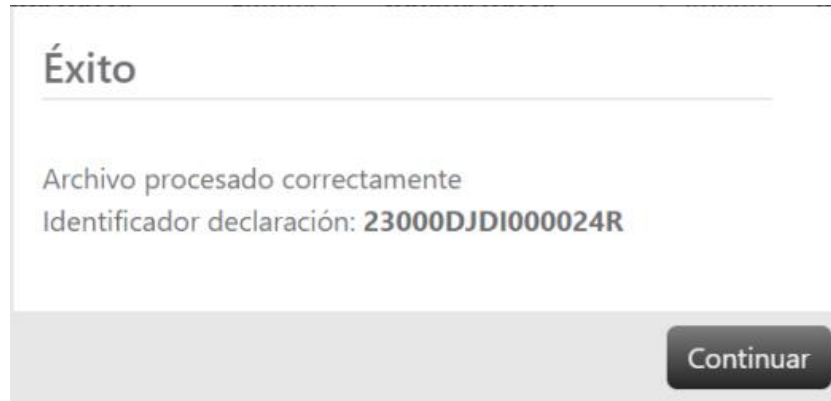 Éxito
Archivo procesado correctamente
Identificador declaración: 23000DJDI000024R
Continuar